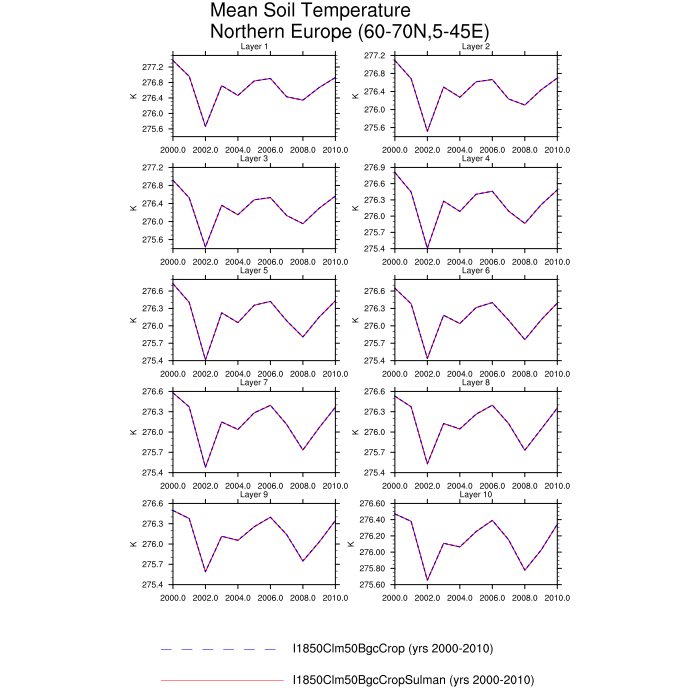 Mean Soil Temperature
Northern Europe (60-70N,5-45E)
Layer 1
277.2
276.8
276.4
276.0
275.6
K
2000.0 2002.0 2004.0 2006.0 2008.0 2010.0
Layer 2
277.2
276.8
276.4
276.0
275.6
K
2000.0 2002.0 2004.0 2006.0 2008.0 2010.0
Layer 3
277.2
276.8
276.4
276.0
275.6
K
2000.0 2002.0 2004.0 2006.0 2008.0 2010.0
Layer 4
276.9
276.6
276.3
276.0
275.7
275.4
K
2000.0 2002.0 2004.0 2006.0 2008.0 2010.0
Layer 5
276.6
276.3
276.0
275.7
275.4
K
2000.0 2002.0 2004.0 2006.0 2008.0 2010.0
Layer 6
276.6
276.3
276.0
275.7
275.4
K
2000.0 2002.0 2004.0 2006.0 2008.0 2010.0
Layer 7
276.6
276.3
276.0
275.7
275.4
K
2000.0 2002.0 2004.0 2006.0 2008.0 2010.0
Layer 8
276.6
276.3
276.0
275.7
275.4
K
2000.0 2002.0 2004.0 2006.0 2008.0 2010.0
Layer 9
276.6
276.3
276.0
275.7
275.4
K
2000.0 2002.0 2004.0 2006.0 2008.0 2010.0
Layer 10
276.60
276.40
276.20
276.00
275.80
275.60
K
2000.0 2002.0 2004.0 2006.0 2008.0 2010.0
I1850Clm50BgcCrop (yrs 2000-2010)
I1850Clm50BgcCropSulman (yrs 2000-2010)